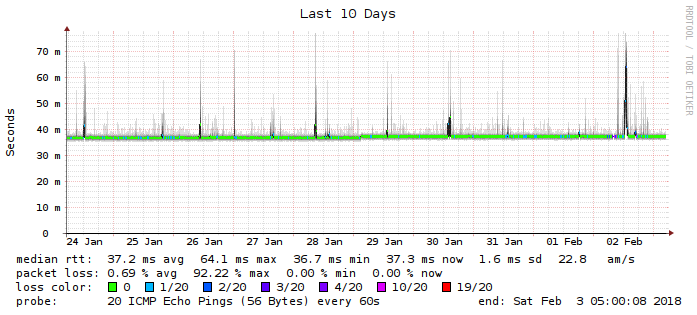 Last 10 Days
RRDTOOL / TOBI OETIKER
Seconds
70 m
60 m
50 m
40 m
30 m
20 m
10 m
0
24 Jan 25 Jan 26 Jan 27 Jan 28 Jan 29 Jan 30 Jan 31 Jan 01 Feb 02 Feb
median rtt: 37.2 ms avg 64.1 ms max 36.7 ms min 37.3 ms now 1.6 ms sd 22.8 am/s
packet loss: 0.69 % avg 92.22 % max 0.00 % min 0.00 % now
loss color: 0 1/20 2/20 3/20 4/20 10/20 19/20
probe: 20 ICMP Echo Pings (56 Bytes) every 60s end: Sat Feb 3 05:00:08 2018